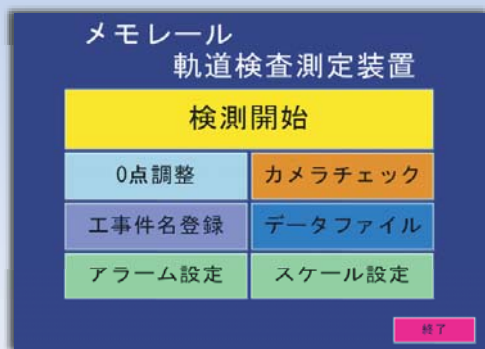 メモレール
軌道検査測定装置
検測開始
0点調整
カメラチェック
工事件名登録
データファイル
アラーム設定
スケール設定
終了